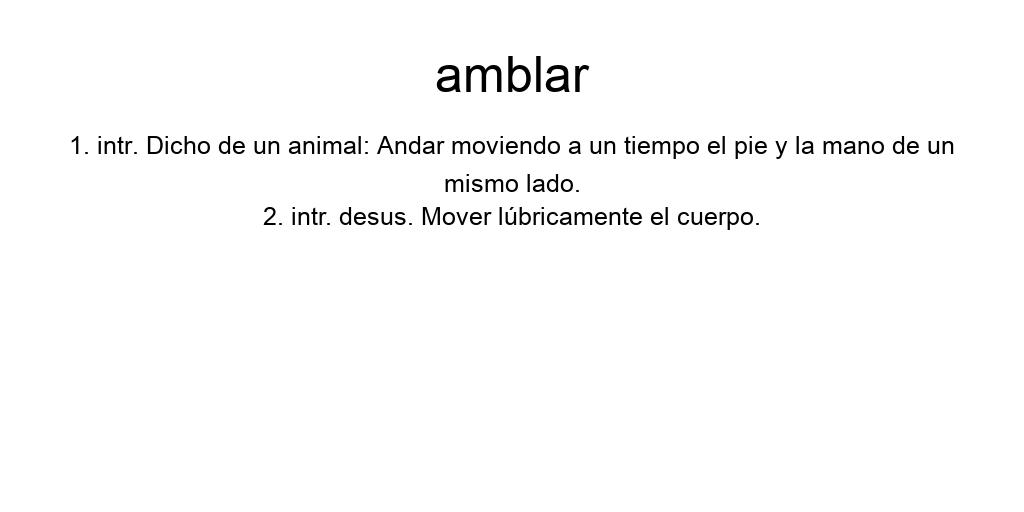 amblar
1. intr. Dicho de un animal: Andar moviendo a un tiempo el pie y la mano de un
mismo lado.
2. intr. desus. Mover lúbricamente el cuerpo.